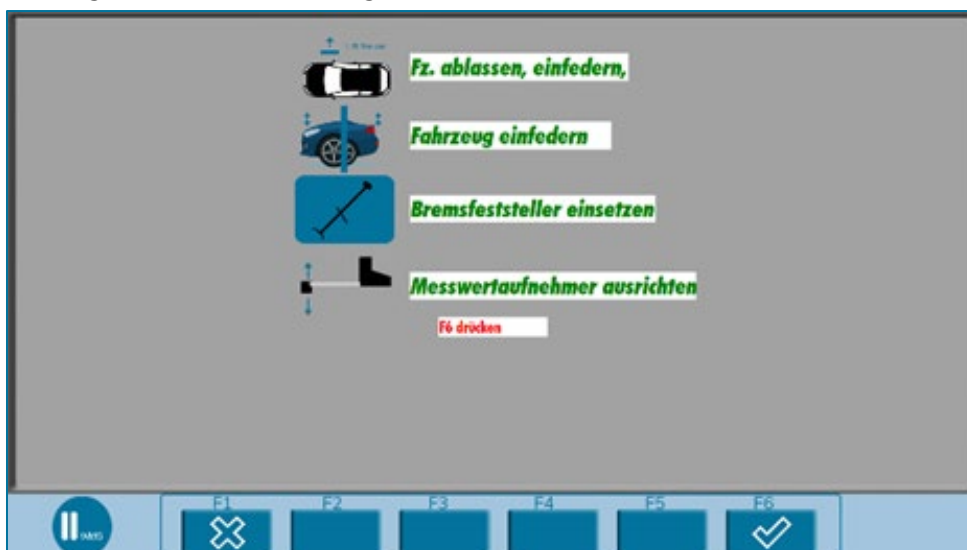 Fz. ablassen, einfedern,
Fahrzeug einfedern
Bremsfeststeller einsetzen
Messwertaufnehmer ausrichten
F6 drücken
F1 F2 F3 F4 F5 F6